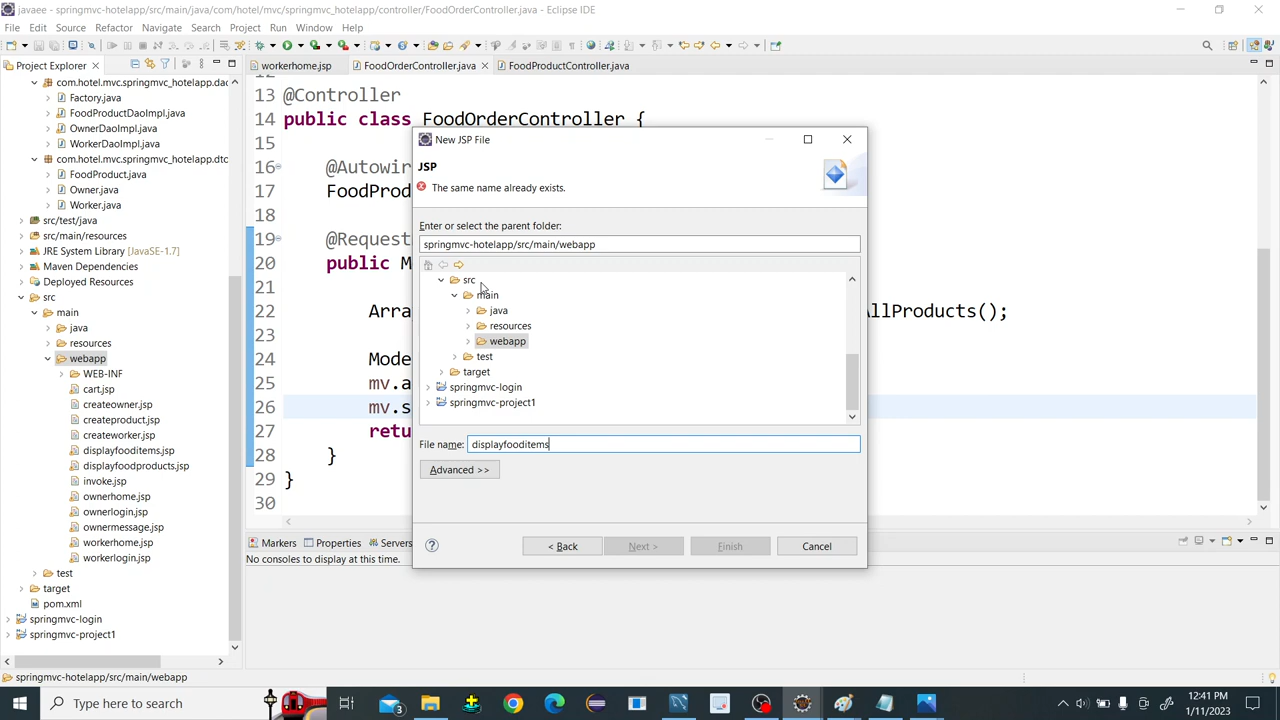 javaee - springmvc-hotelapp/src/main/java/com/hotel/mvc/springmvc_hotelapp/controller/FoodOrderController.java - Eclipse IDE
File Edit Source Refactor Navigate Search Project Run Window Help
Project Explorer
workerhome.jsp
FoodOrderController.java
FoodProductController.java
com.hotel.mvc.springmvc_hotelapp.dao
Factory.java
FoodProductDaoImpl.java
OwnerDaoImpl.java
WorkerDaoImpl.java
com.hotel.mvc.springmvc_hotelapp.dto
FoodProduct.java
Owner.java
Worker.java
src/test/java
src/main/resources
JRE System Library [JavaSE-1.7]
Maven Dependencies
Deployed Resources
src
main
java
resources
webapp
WEB-INF
cart.jsp
createowner.jsp
createproduct.jsp
createworker.jsp
displayfooditems.jsp
displayfoodproducts.jsp
invoke.jsp
ownerhome.jsp
ownerlogin.jsp
ownermessage.jsp
workerhome.jsp
workerlogin.jsp
test
target
pom.xml
springmvc-login
springmvc-project1
12
13 @Controller
14 public class FoodOrderController {
15
16 @Autowir
17 FoodProd
18
19 @Reques
20 public M
21
22 Arra llProducts();
23
24 Mode
25 mv.a
26 mv.s
27 retu
28 }
29 }
30
New JSP File
JSP
The same name already exists.
Enter or select the parent folder:
springmvc-hotelapp/src/main/webapp
src
main
java
resources
webapp
test
target
springmvc-login
springmvc-project1
File name: displayfooditems
Advanced >>
< Back
Next >
Finish
Cancel
Markers
Properties
Servers
No consoles to display at this time.
springmvc-hotelapp/src/main/webapp
Type here to search
3
12:41 PM
1/11/2023